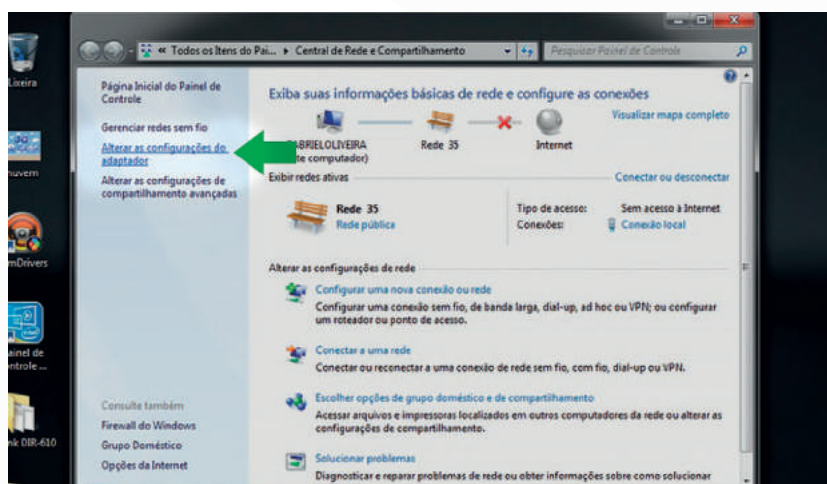 Lixeira
nuvem
mDrivers
ainel de
ntrole ...
nk DIR-610
« Todos os Itens do Pai... ▸ Central de Rede e Compartilhamento
Pesquisar Painel de Controle
Página Inicial do Painel de
Controle
Gerenciar redes sem fio
Alterar as configurações do
adaptador
Alterar as configurações de
compartilhamento avançadas
Consulte também
Firewall do Windows
Grupo Doméstico
Opções da Internet
Exiba suas informações básicas de rede e configure as conexões
Visualizar mapa completo
ABRIELOLIVEIRA
te computador)
Rede 35
Internet
Exibir redes ativas
Conectar ou desconectar
Rede 35
Rede pública
Tipo de acesso: Sem acesso à Internet
Conexões: Conexão local
Alterar as configurações de rede
Configurar uma nova conexão ou rede
Configurar uma conexão sem fio, de banda larga, dial-up, ad hoc ou VPN; ou configurar
um roteador ou ponto de acesso.
Conectar a uma rede
Conectar ou reconectar a uma conexão de rede sem fio, com fio, dial-up ou VPN.
Escolher opções de grupo doméstico e de compartilhamento
Acessar arquivos e impressoras localizados em outros computadores da rede ou alterar as
configurações de compartilhamento.
Solucionar problemas
Diagnosticar e reparar problemas de rede ou obter informações sobre como solucionar